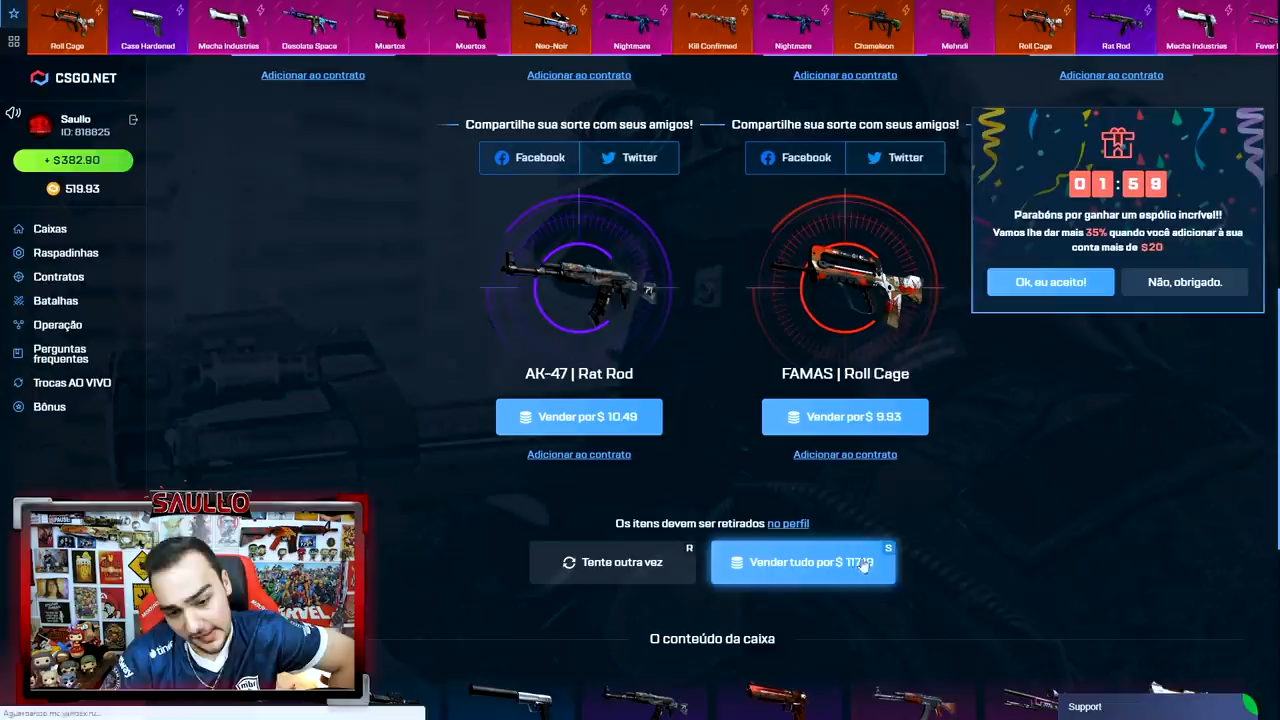 Roll Cage
Case Hardened
Mecha Industries
Desolate Space
Muertos
Muertos
Neo-Noir
Nightmare
Kill Confirmed
Nightmare
Chameleon
Mehndi
Roll Cage
Rat Rod
Mecha Industries
CSGO.NET
Adicionar ao contrato
Adicionar ao contrato
Adicionar ao contrato
Adicionar ao contrato
Saullo
ID: 818825
+ $382.90
519.93
Caixas
Raspadinhas
Contratos
Batalhas
Operação
Perguntas
frequentes
Trocas AO VIVO
Bônus
Compartilhe sua sorte com seus amigos!
Facebook
Twitter
AK-47 | Rat Rod
Vender por $ 10.49
Adicionar ao contrato
Compartilhe sua sorte com seus amigos!
Facebook
Twitter
FAMAS | Roll Cage
Vender por $ 9.93
Adicionar ao contrato
01:59
Parabéns por ganhar um espólio incrível!!
Vamos lhe dar mais 35% quando você adicionar à sua
conta mais de $20
Ok, eu aceito!
Não, obrigado.
Os itens devem ser retirados no perfil
Tente outra vez
R
Vender tudo por $
S
O conteúdo da caixa
SAULLO
MARVEL
mibr
Support